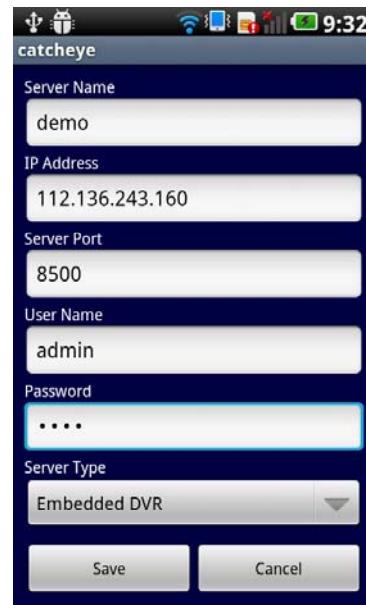 9:32
catcheye
Server Name
demo
IP Address
112.136.243.160
Server Port
8500
User Name
admin
Password
••••
Server Type
Embedded DVR
Save Cancel